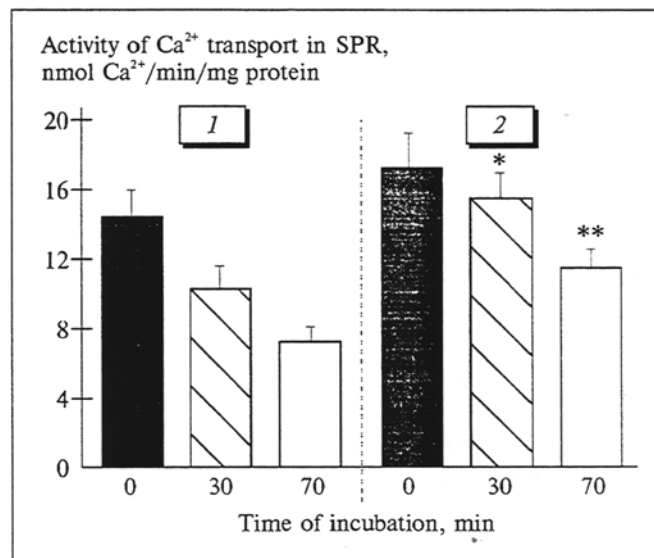 Activity of Ca²⁺ transport in SPR,
nmol Ca²⁺/min/mg protein
20
1
2
16
*
12
**
8
4
0
0 30 70 0 30 70
Time of incubation, min